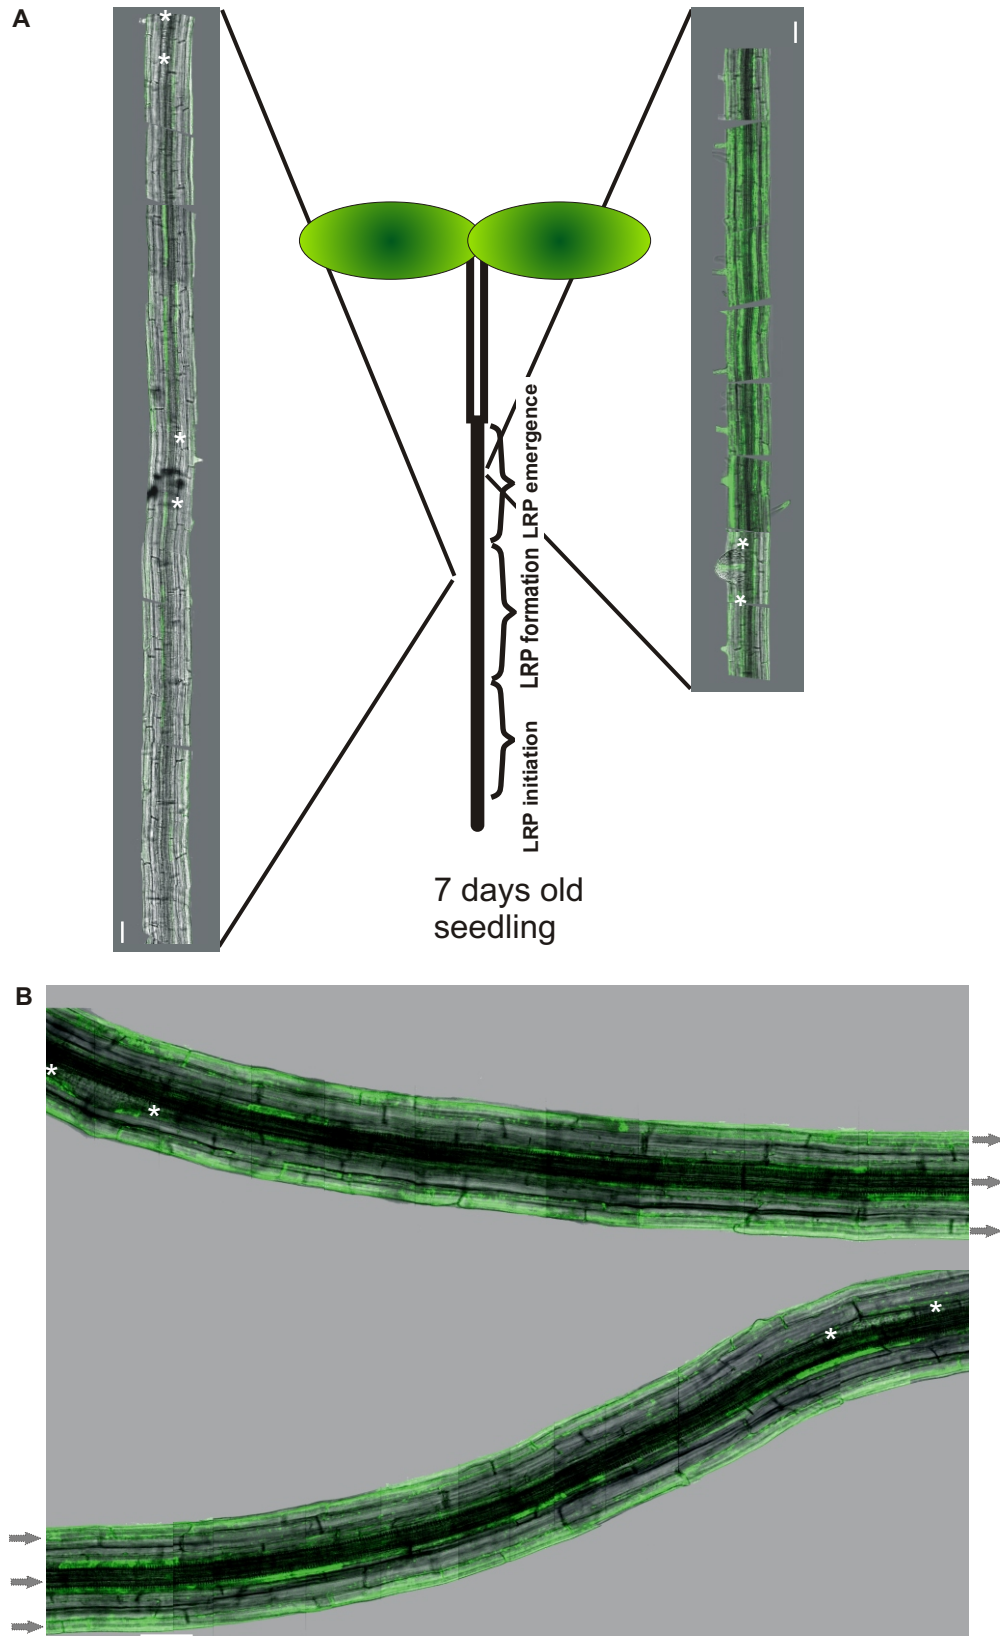 A
LRP emergence
LRP formation
LRP initiation
7 days old
seedling
B